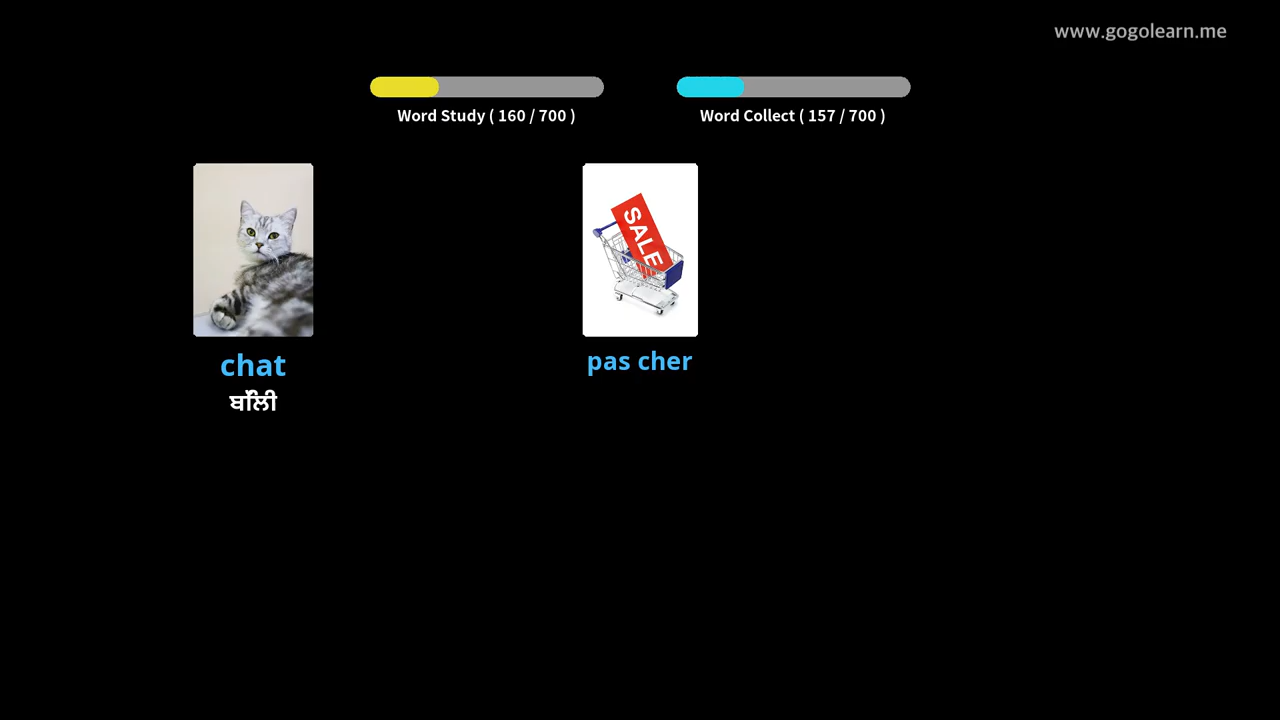 www.gogolearn.me
Word Study ( 160 / 700 )
Word Collect ( 157 / 700 )
SALE
chat
pas cher
ਬਿੱਲੀ